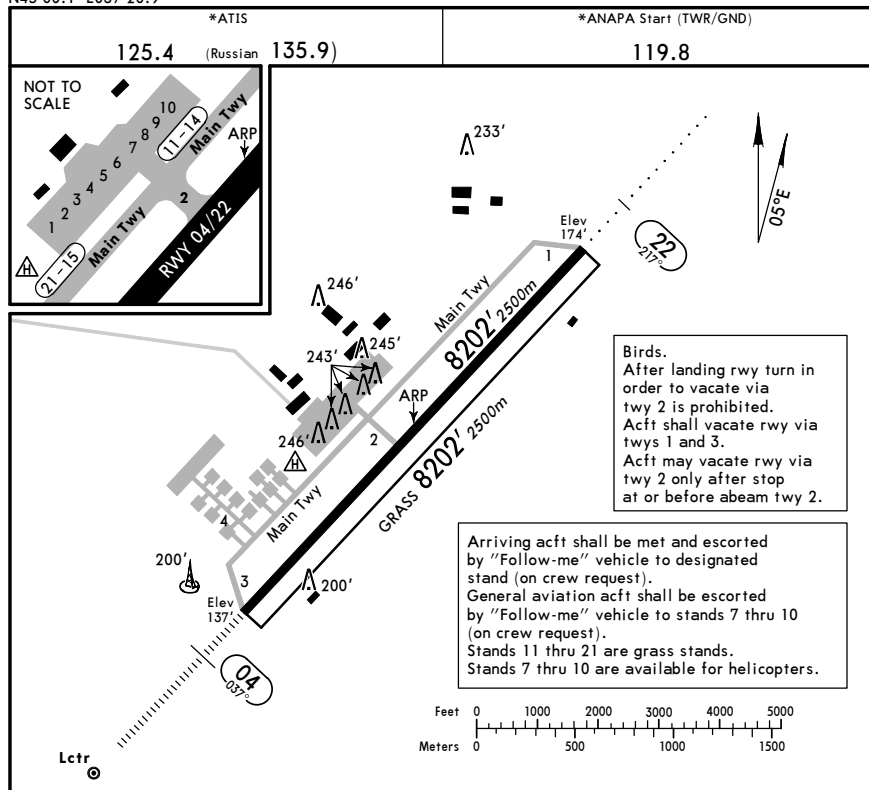 *ATIS
125.4 (Russian 135.9)
*ANAPA Start (TWR/GND)
119.8
NOT TO
SCALE
1 2 3 4 5 6 7 8 9 10
11-14
Main Twy
ARP
2
Main Twy
RWY 04/22
H
21-15
233'
05°E
Elev
174'
22
217°
1
246'
Main Twy
8202' 2500m
245'
243'
ARP
246'
2
H
GRASS 8202' 2500m
Main Twy
4
200'
3
200'
Elev
137'
04
037°
Lctr
Birds.
After landing rwy turn in
order to vacate via
twy 2 is prohibited.
Acft shall vacate rwy via
twys 1 and 3.
Acft may vacate rwy via
twy 2 only after stop
at or before abeam twy 2.
Arriving acft shall be met and escorted
by "Follow-me" vehicle to designated
stand (on crew request).
General aviation acft shall be escorted
by "Follow-me" vehicle to stands 7 thru 10
(on crew request).
Stands 11 thru 21 are grass stands.
Stands 7 thru 10 are available for helicopters.
Feet 0 1000 2000 3000 4000 5000
Meters 0 500 1000 1500